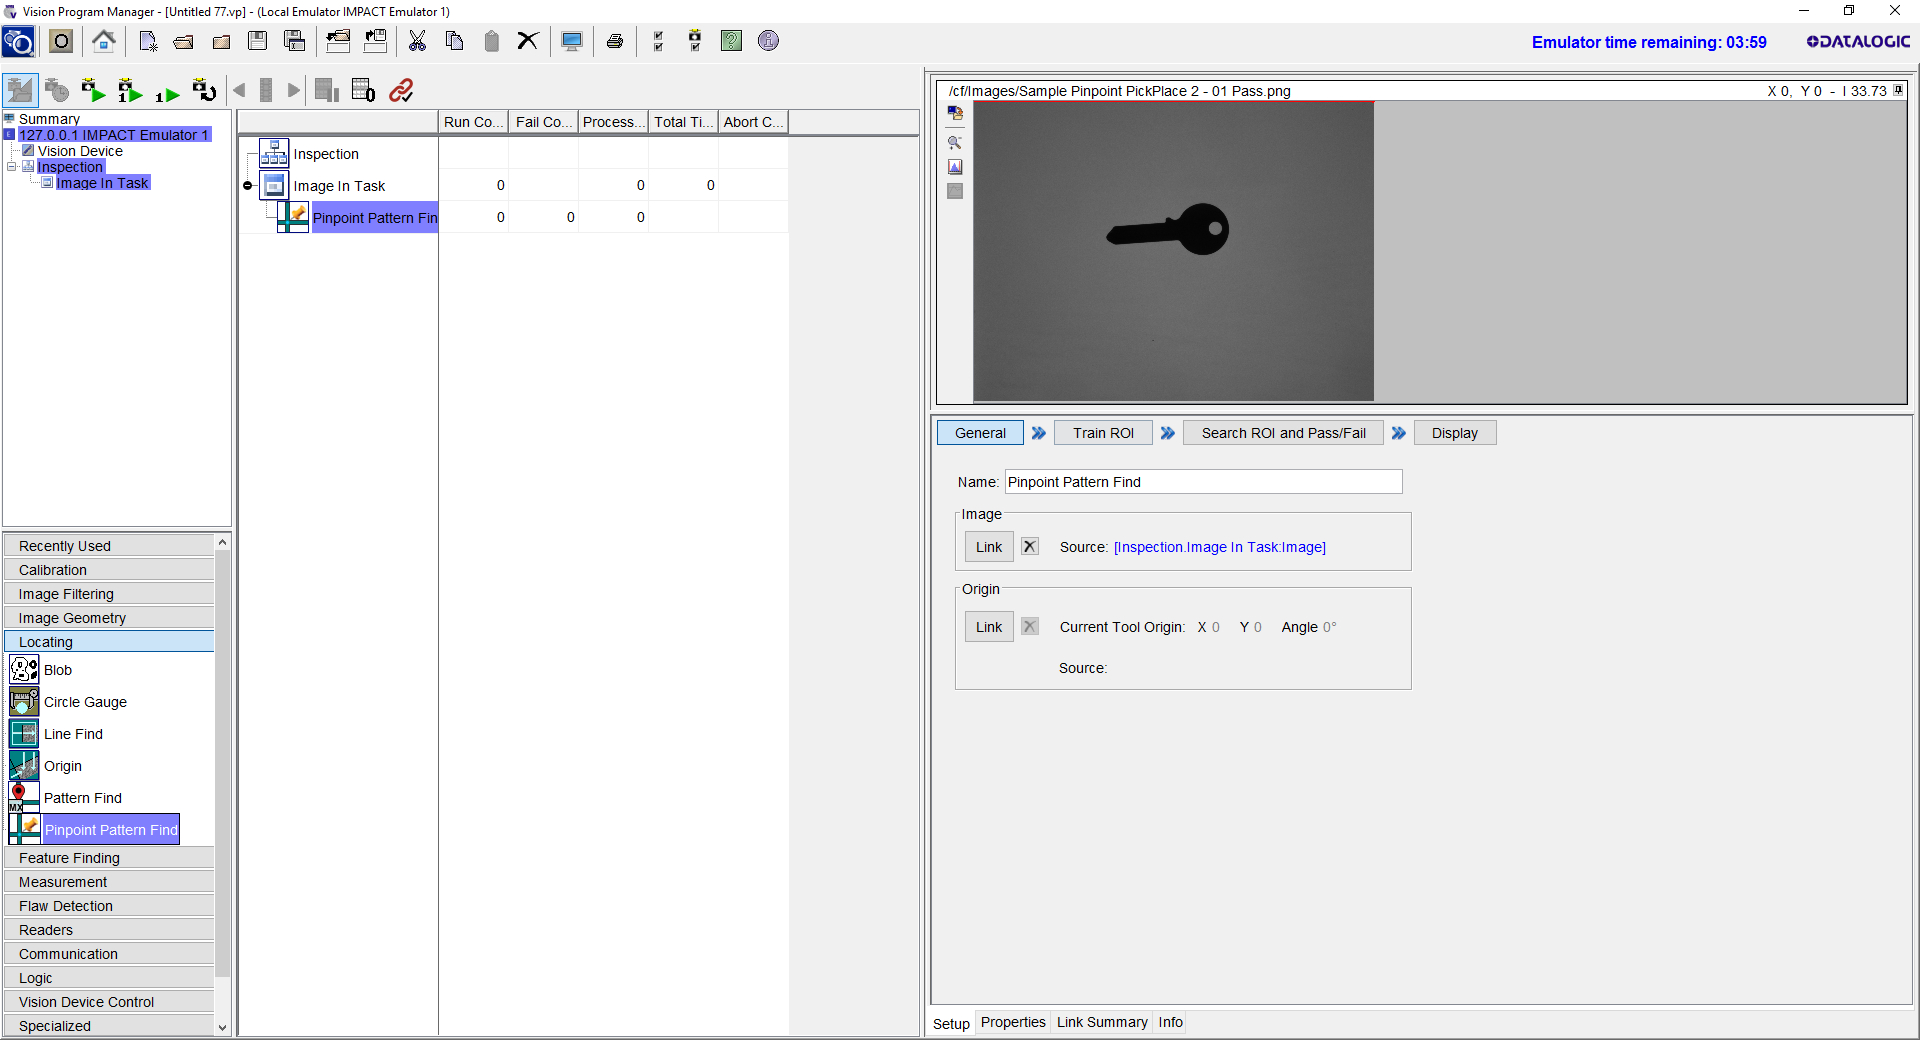 Vision Program Manager - [Untitled 77.vp] - (Local Emulator IMPACT Emulator 1)
Emulator time remaining: 03:59
DATALOGIC
Summary
127.0.0.1 IMPACT Emulator 1
Vision Device
Inspection
Image In Task
Recently Used
Calibration
Image Filtering
Image Geometry
Locating
Blob
Circle Gauge
Line Find
Origin
Pattern Find
Pinpoint Pattern Find
Feature Finding
Measurement
Flaw Detection
Readers
Communication
Logic
Vision Device Control
Specialized
Run Co... Fail Co... Process... Total Ti... Abort C...
Inspection
Image In Task 0 0 0
Pinpoint Pattern Fin 0 0 0
/cf/Images/Sample Pinpoint PickPlace 2 - 01 Pass.png X 0, Y 0 - I 33.73
General Train ROI Search ROI and Pass/Fail Display
Name: Pinpoint Pattern Find
Image
Link Source: [Inspection.Image In Task:Image]
Origin
Link Current Tool Origin: X 0 Y 0 Angle 0°
Source:
Setup Properties Link Summary Info